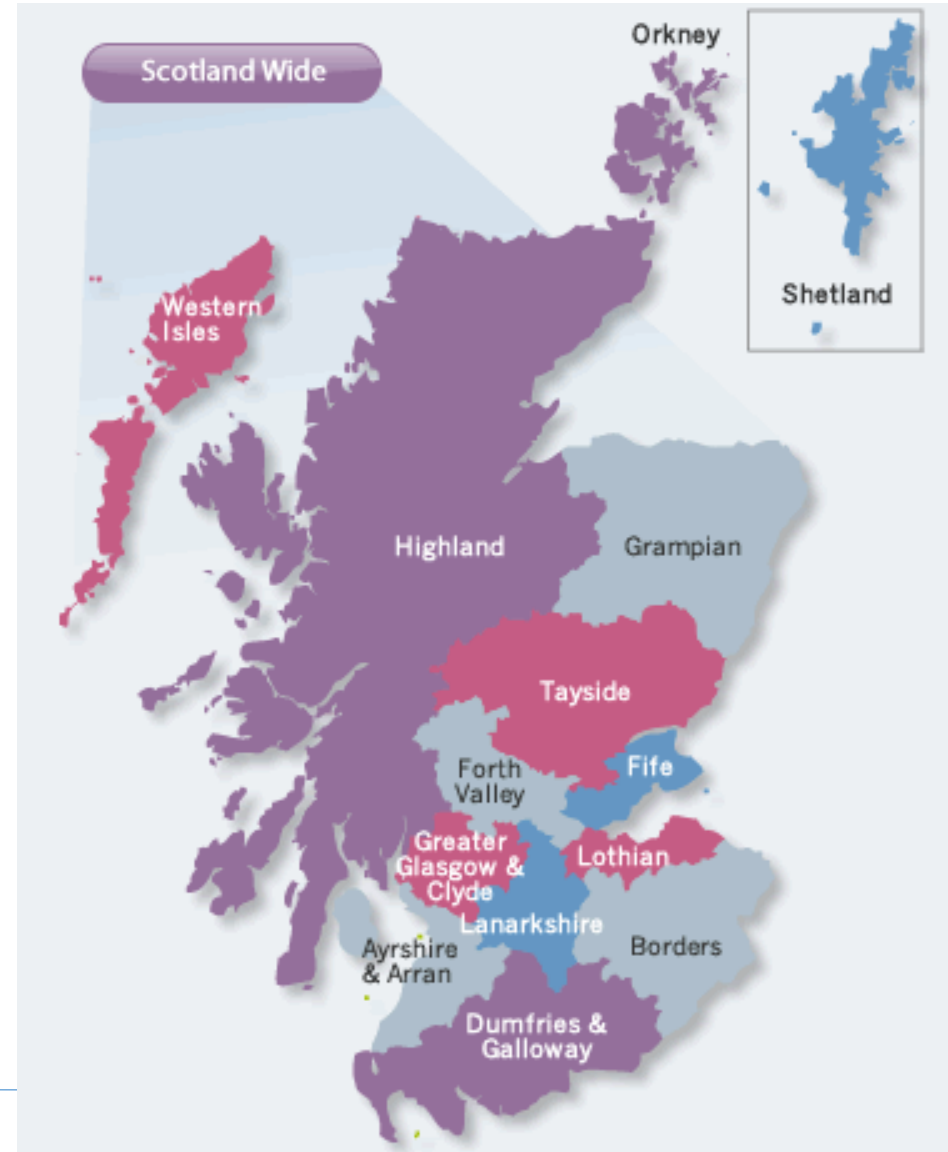 Scotland Wide
Orkney
Shetland
Western
Isles
Highland
Grampian
Tayside
Forth
Valley
Fife
Greater
Glasgow &
Clyde
Lothian
Lanarkshire
Ayrshire
& Arran
Borders
Dumfries &
Galloway